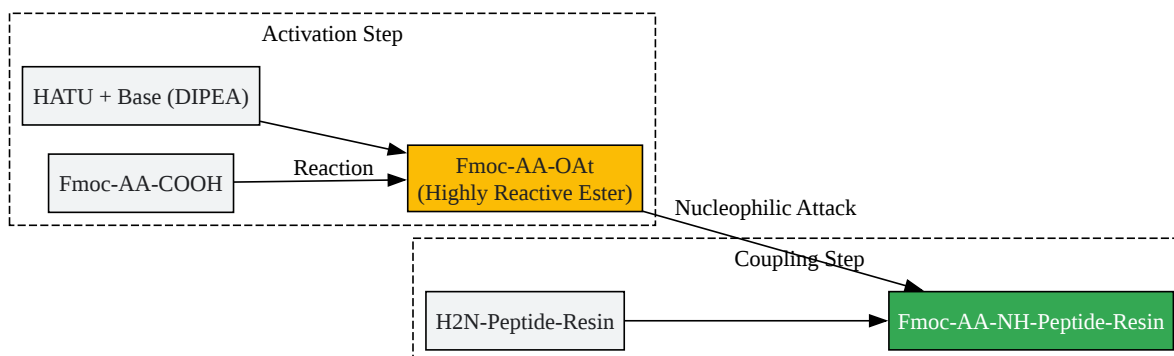 Activation Step
HATU + Base (DIPEA)
Fmoc-AA-COOH
Reaction
Fmoc-AA-OAt
(Highly Reactive Ester)
Nucleophilic Attack
Coupling Step
H2N-Peptide-Resin
Fmoc-AA-NH-Peptide-Resin